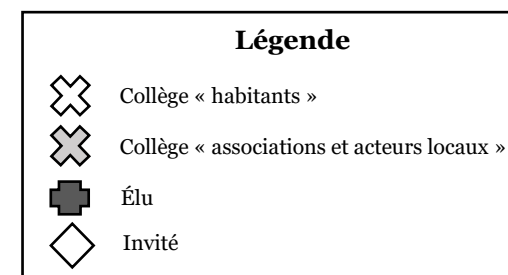 Légende
Collège « habitants »
Collège « associations et acteurs locaux »
Élu
Invité